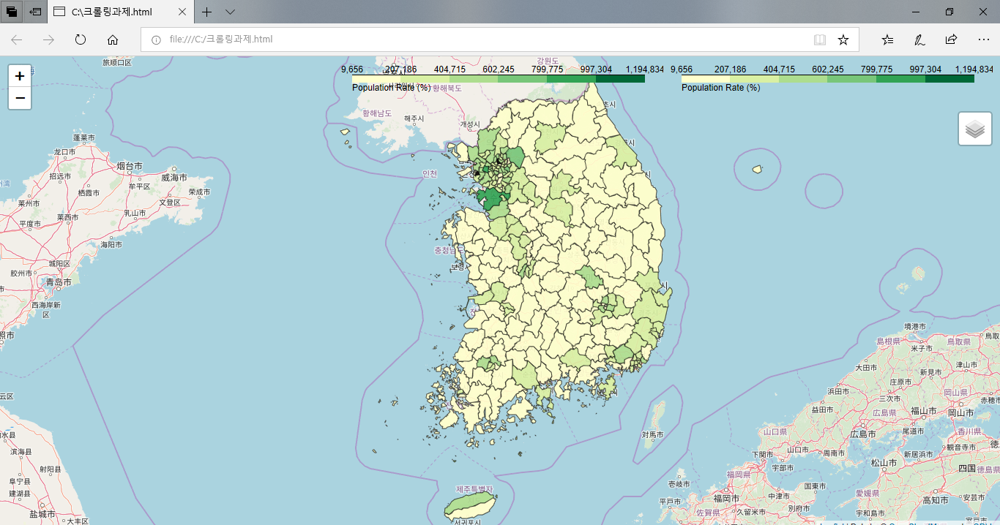 C:\크롤링과제.html
file:///C:/크롤링과제.html
+
−
旅顺口区
강원도
9,656 207,186 404,715 602,245 799,775 997,304 1,194,834
9,656 207,186 404,715 602,245 799,775 997,304 1,194,834
Population Rate (%)
Population Rate (%)
황해북도
황해남도
해주시
개성시
초시
인천
충청남도
보령시
제주특별자
서귀포시
蓬莱市
龙口市
烟台市
威海市
招远市
牟平区
荣成市
栖霞市
文登区
莱州市
乳山市
莱西市
平度市
海阳市
城阳区
胶州市
青岛市
西海岸新
区
照市
云区
水县
滨海县
射阳县
阜宁县
建湖县
盐城市
大丰区
対馬市
境港市
島根県
鳥取県
鳥取
米子市
大田市
津山市
新見市
庄原市
浜田市
三次市
岡山県
益田市
赤穂市
広島県
福山市
岡山市
山口県
広島市
尾道市
香川県
山口市
観音寺市
下関市
周南市
新居浜市
宇部市
松山市
四国
徳島県
福岡県
壱岐市
国東市
福岡市
中津市
愛媛県
高知市
安芸市
平戸市
別府市
佐賀県
久留米市
宇和島市